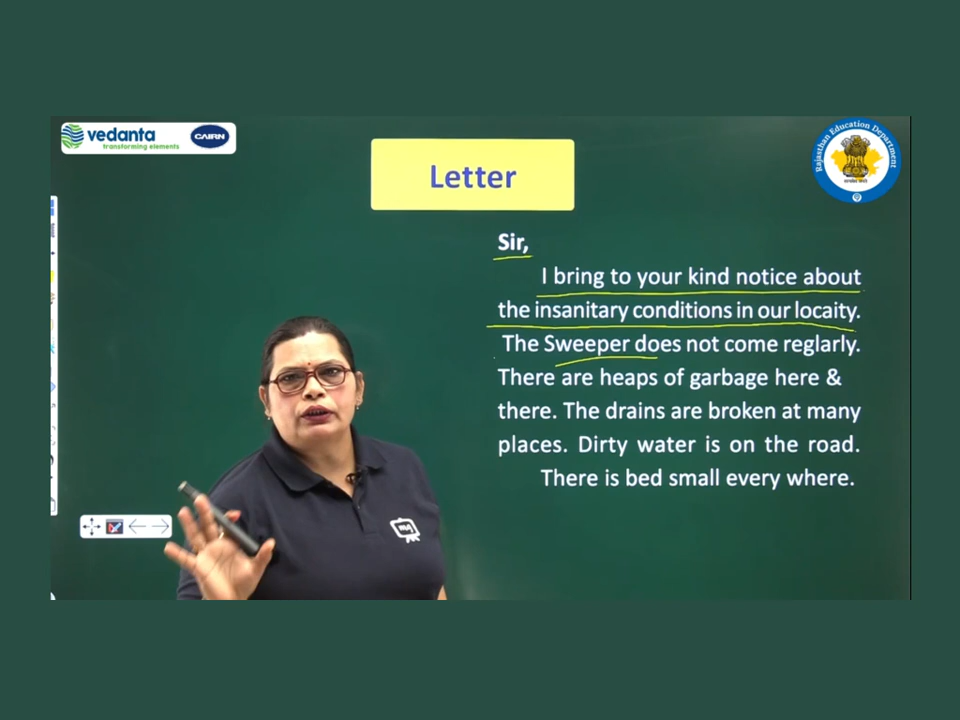 vedanta
transforming elements
CAIRN
Rajasthan Education Department
Letter
Sir,
I bring to your kind notice about
the insanitary conditions in our locaity.
The Sweeper does not come reglarly.
There are heaps of garbage here &
there. The drains are broken at many
places. Dirty water is on the road.
There is bed small every where.